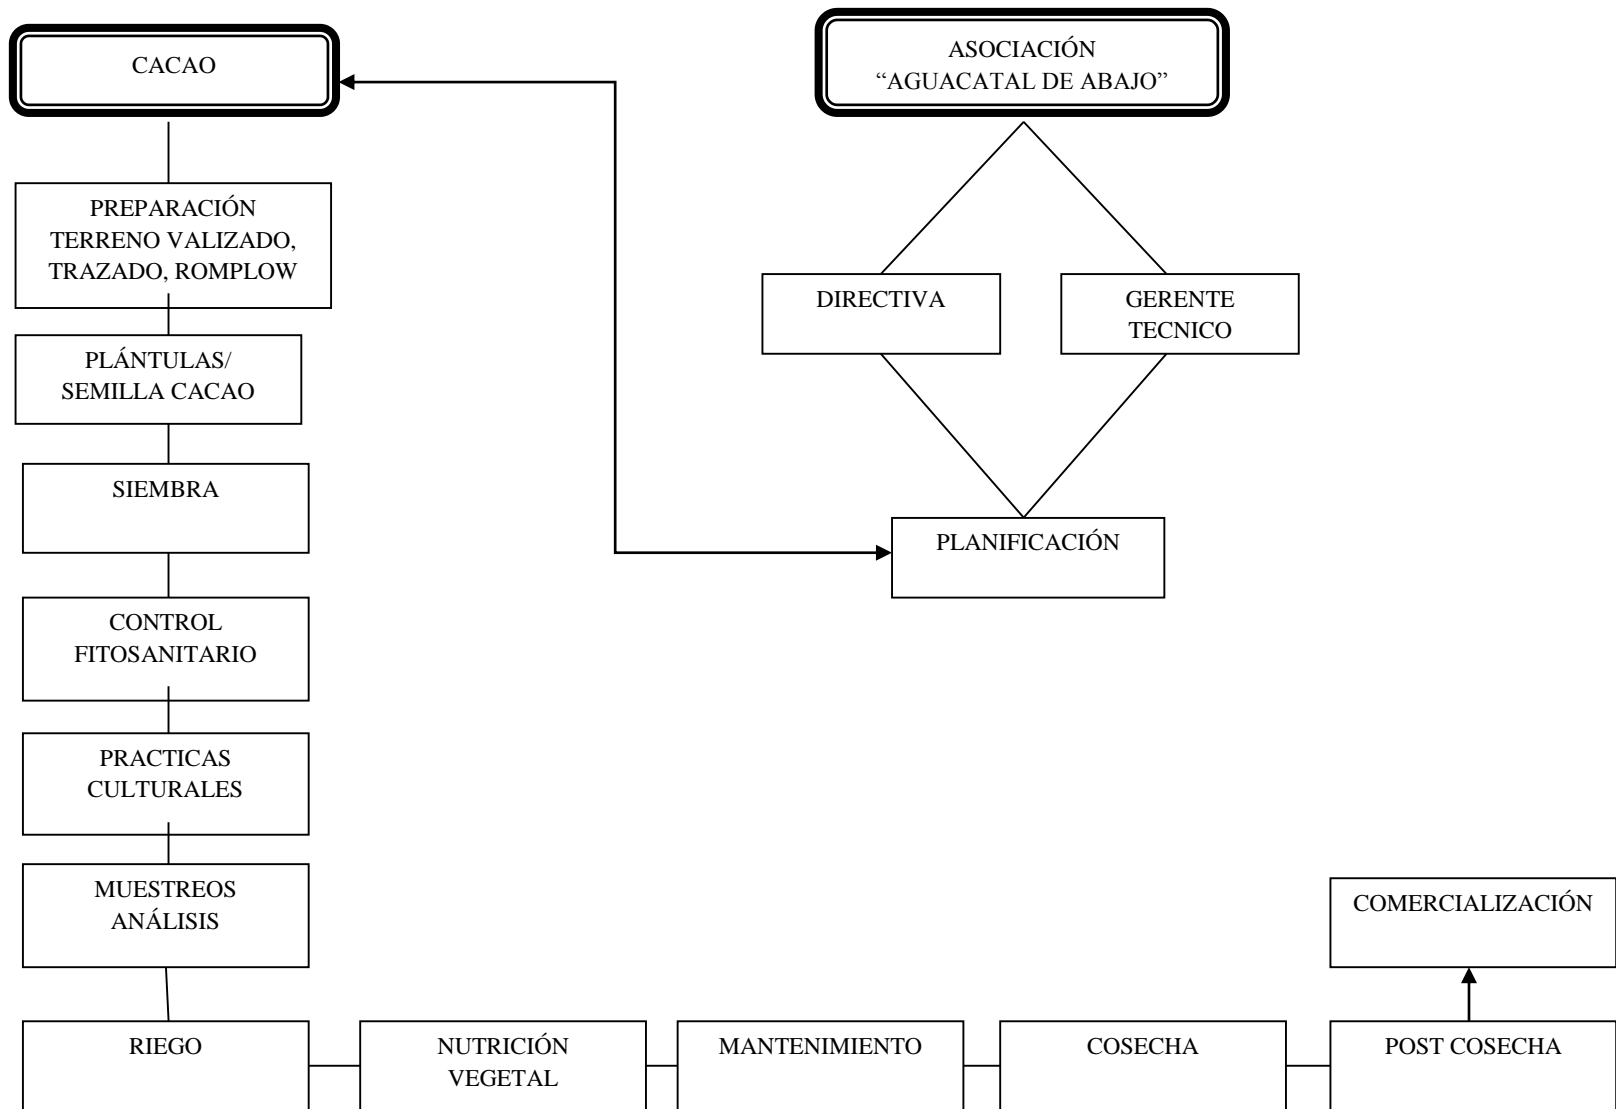 CACAO
ASOCIACIÓN
“AGUACATAL DE ABAJO”
PREPARACIÓN
TERRENO VALIZADO,
TRAZADO, ROMPLOW
DIRECTIVA
GERENTE
TECNICO
PLÁNTULAS/
SEMILLA CACAO
SIEMBRA
PLANIFICACIÓN
CONTROL
FITOSANITARIO
PRACTICAS
CULTURALES
MUESTREOS
ANÁLISIS
COMERCIALIZACIÓN
RIEGO
NUTRICIÓN
VEGETAL
MANTENIMIENTO
COSECHA
POST COSECHA